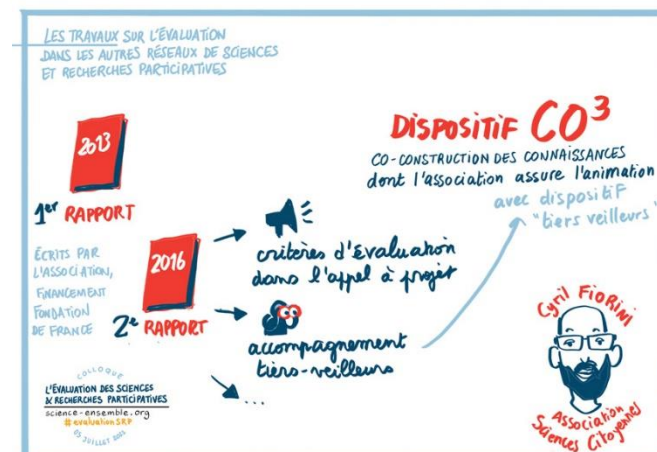 LES TRAVAUX SUR L'ÉVALUATION
DANS LES AUTRES RÉSEAUX DE SCIENCES
ET RECHERCHES PARTICIPATIVES
2013
1er RAPPORT
ÉCRITS PAR
L'ASSOCIATION,
FINANCEMENT
FONDATION
DE FRANCE
2016
2e RAPPORT
critères d'évaluation
dans l'appel à projet
accompagnement
tiers-veilleurs
...
DISPOSITIF CO³
CO-CONSTRUCTION DES CONNAISSANCES
dont l'association assure l'animation
avec dispositif
"tiers veilleurs"
Cyril FIORINI
Association
Sciences Citoyennes
COLLOQUE
L'ÉVALUATION DES SCIENCES
& RECHERCHES PARTICIPATIVES
science-ensemble.org
#evaluationSRP
JUILLET